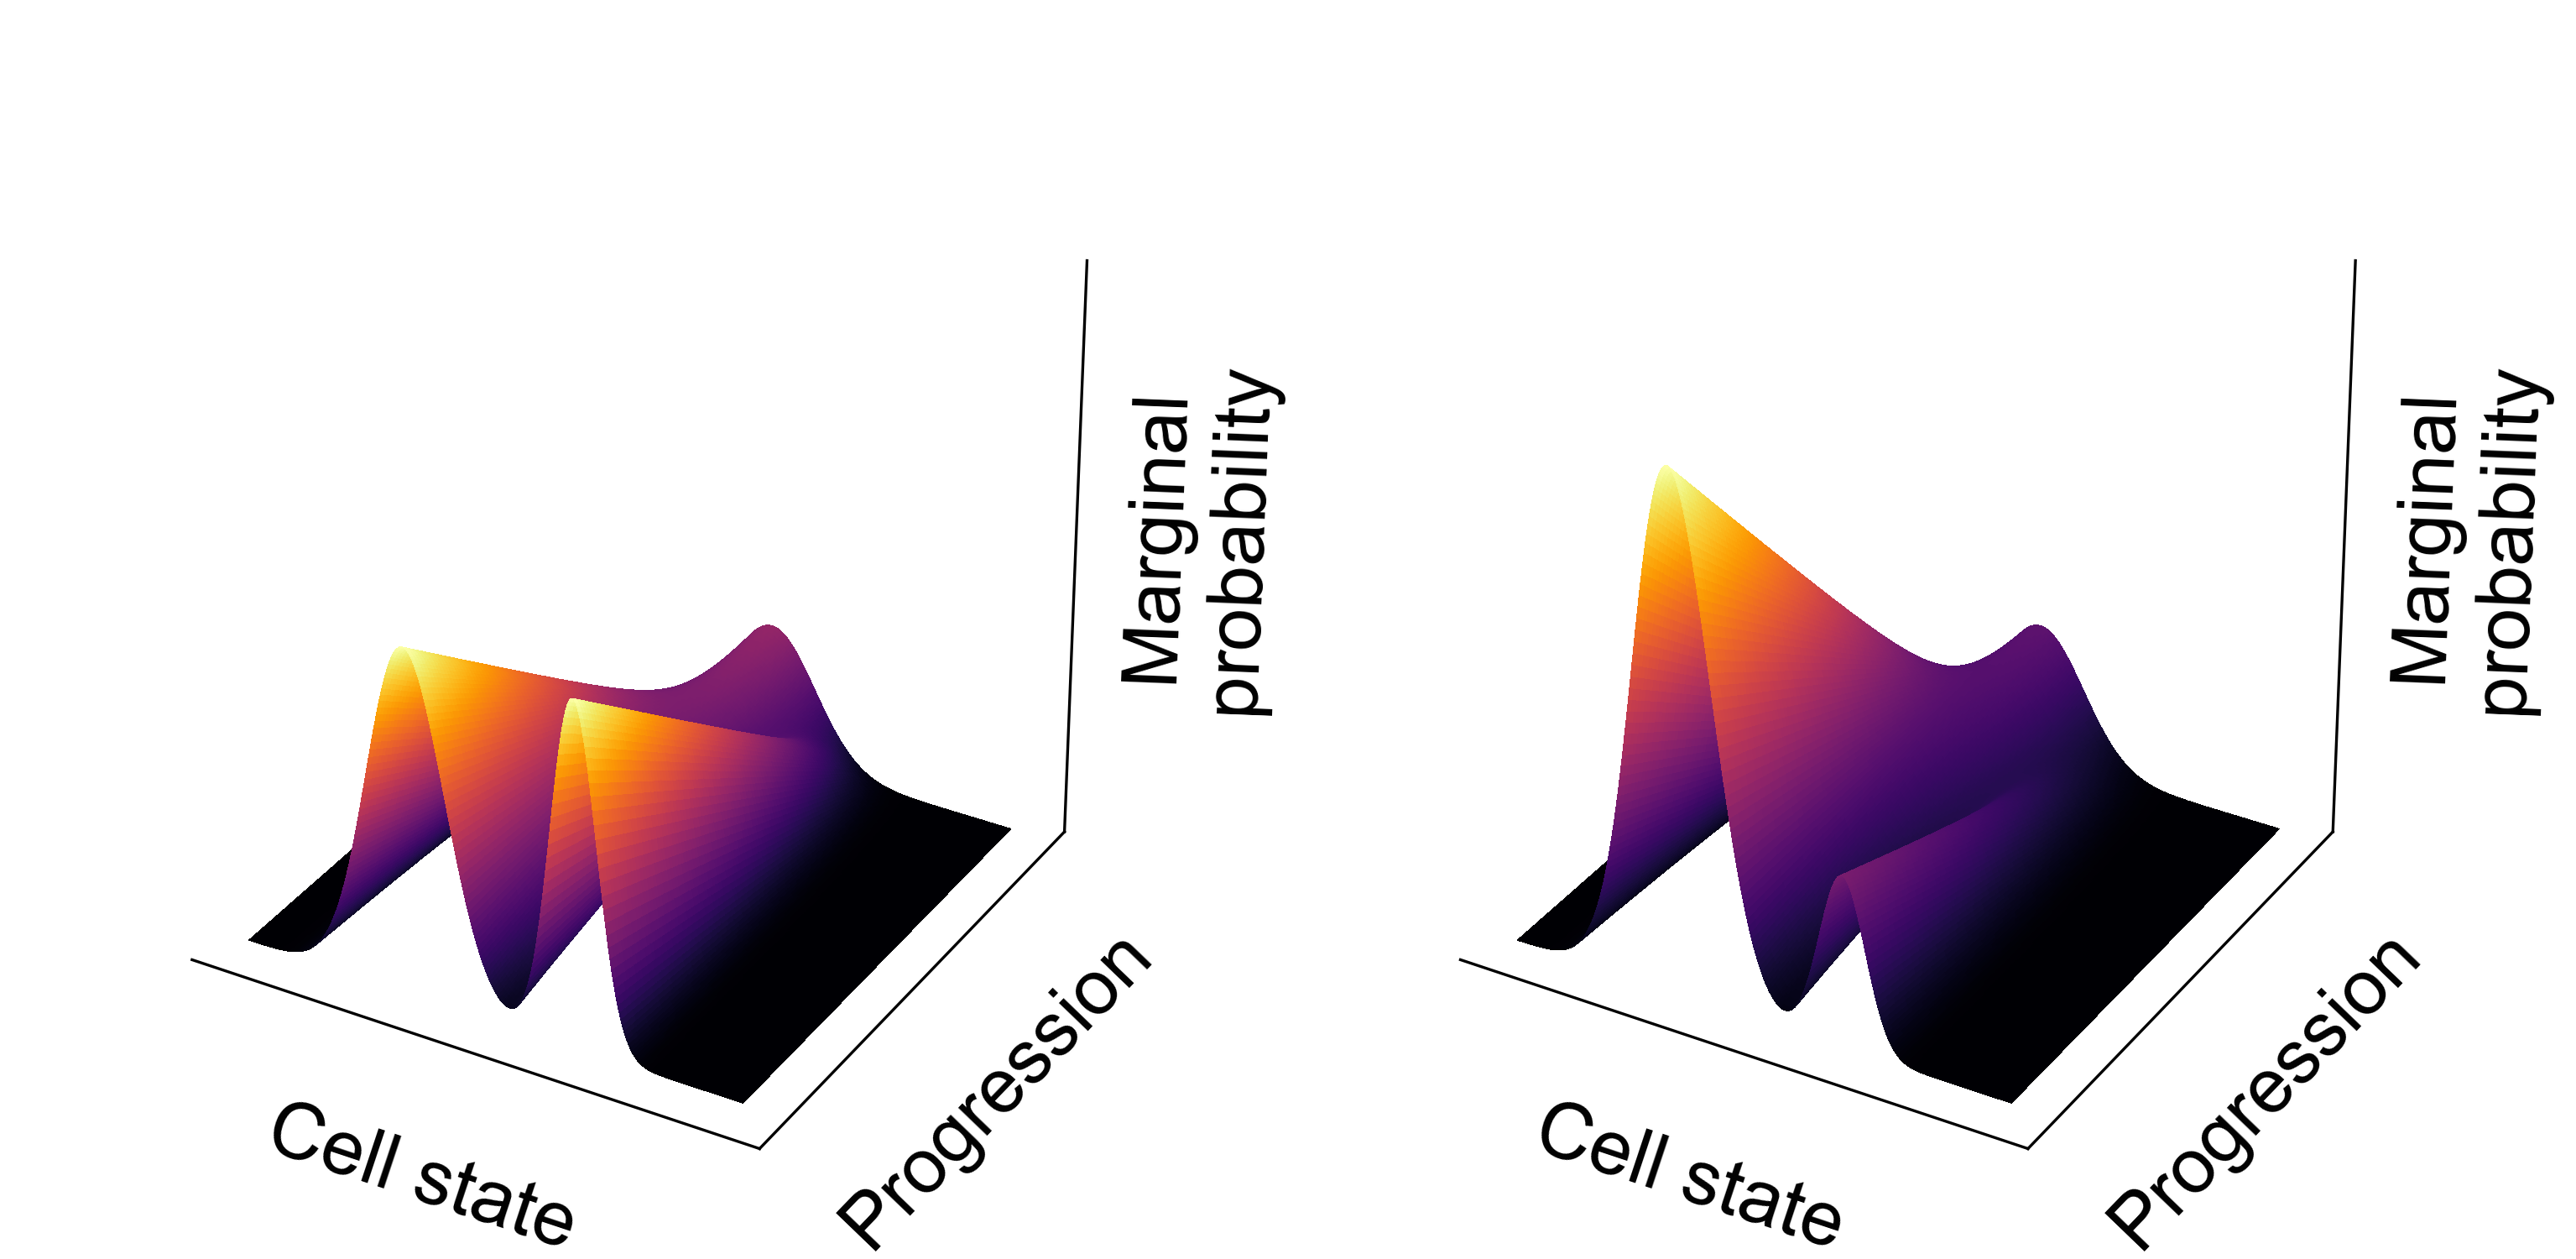 Marginal
probability
Cell state
Progression
Marginal
probability
Cell state
Progression